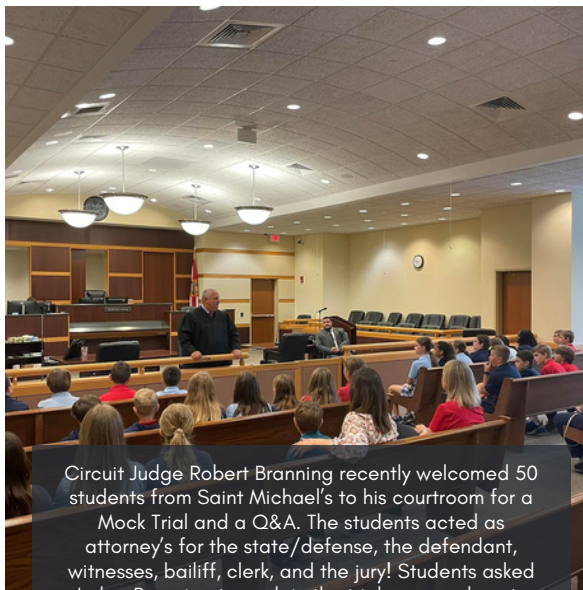 Circuit Judge Robert Branning recently welcomed 50
students from Saint Michael's to his courtroom for a
Mock Trial and a Q&A. The students acted as
attorney's for the state/defense, the defendant,
witnesses, bailiff, clerk, and the jury! Students asked